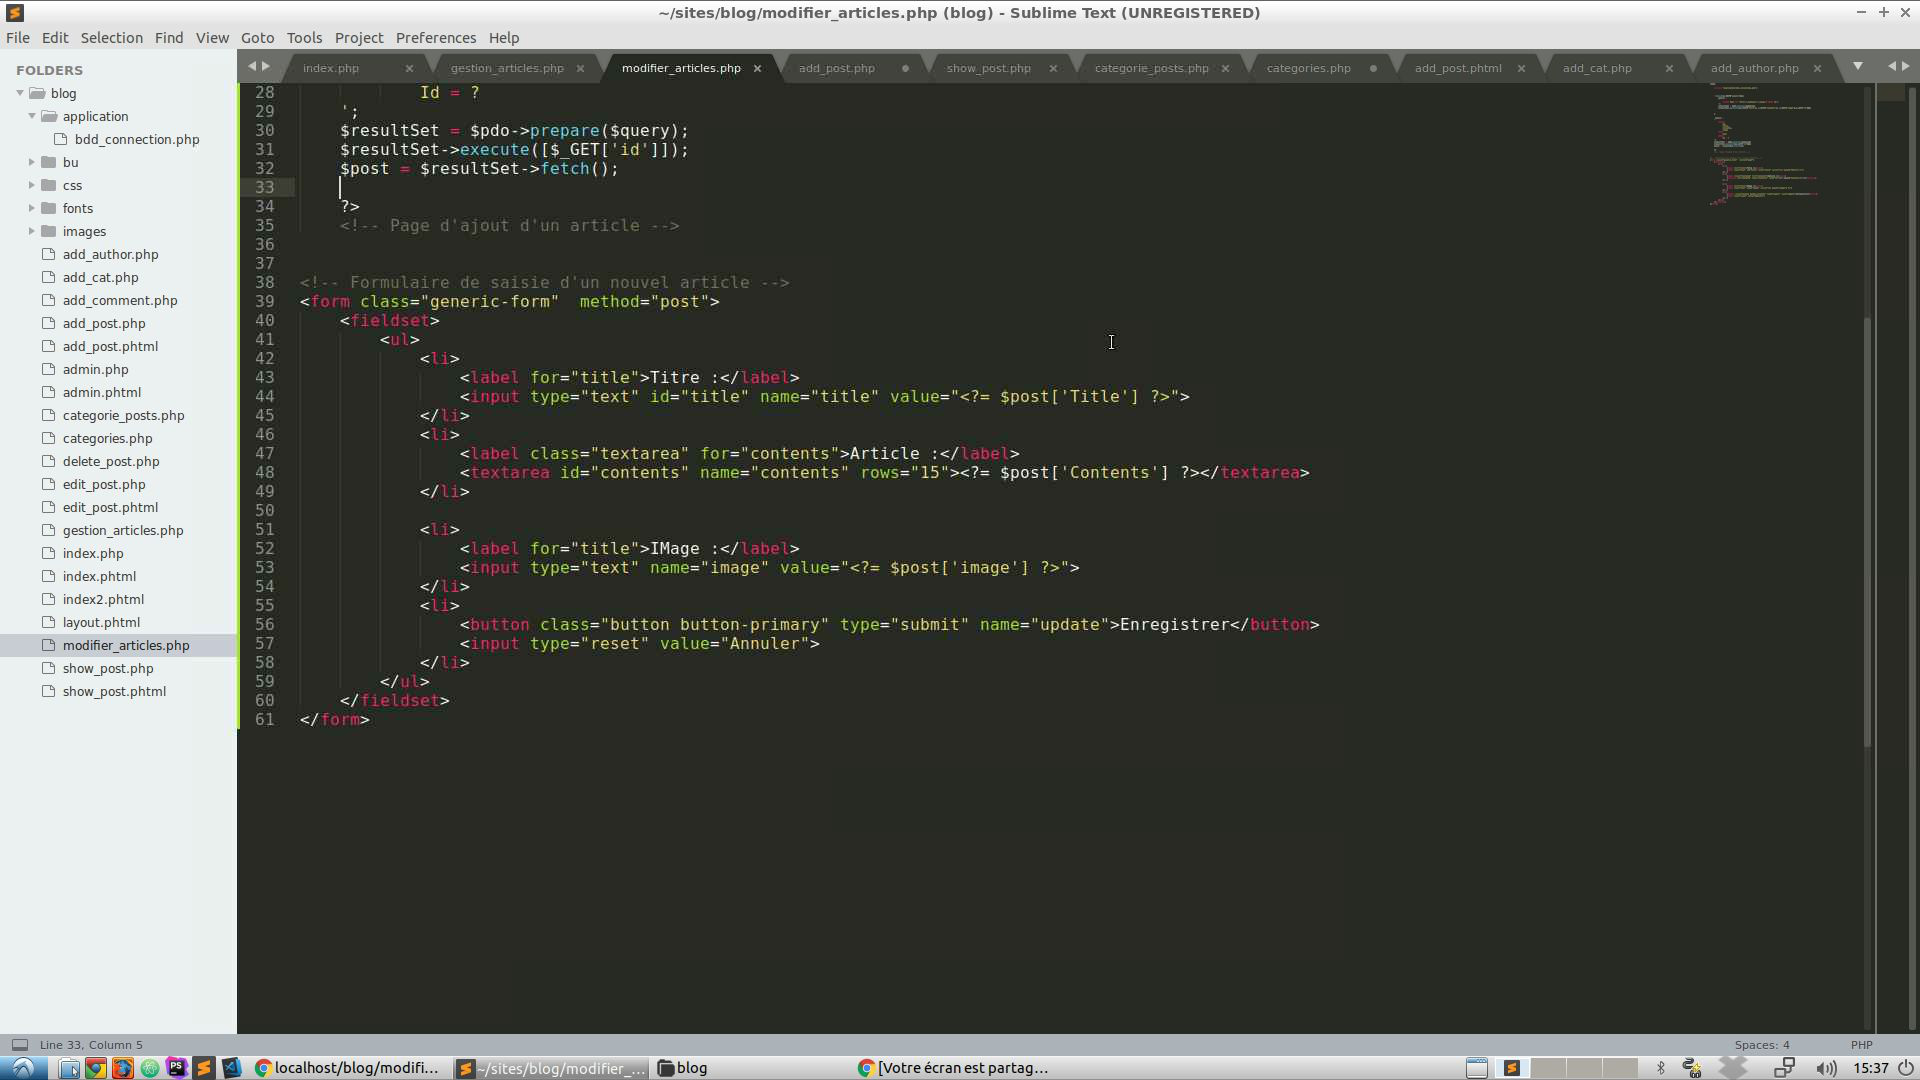 ~/sites/blog/modifier_articles.php (blog) - Sublime Text (UNREGISTERED)
File Edit Selection Find View Goto Tools Project Preferences Help
FOLDERS
blog
application
bdd_connection.php
bu
css
fonts
images
add_author.php
add_cat.php
add_comment.php
add_post.php
add_post.phtml
admin.php
admin.phtml
categorie_posts.php
categories.php
delete_post.php
edit_post.php
edit_post.phtml
gestion_articles.php
index.php
index.phtml
index2.phtml
layout.phtml
modifier_articles.php
show_post.php
show_post.phtml
index.php × gestion_articles.php × modifier_articles.php × add_post.php show_post.php × categorie_posts.php × categories.php add_post.phtml × add_cat.php × add_author.php ×
28 Id = ?
29 ';
30 $resultSet = $pdo->prepare($query);
31 $resultSet->execute([$_GET['id']]);
32 $post = $resultSet->fetch();
33
34 ?>
35 <!-- Page d'ajout d'un article -->
36
37
38 <!-- Formulaire de saisie d'un nouvel article -->
39 <form class="generic-form"  method="post">
40 <fieldset>
41 <ul>
42 <li>
43 <label for="title">Titre :</label>
44 <input type="text" id="title" name="title" value="<?= $post['Title'] ?>">
45 </li>
46 <li>
47 <label class="textarea" for="contents">Article :</label>
48 <textarea id="contents" name="contents" rows="15"><?= $post['Contents'] ?></textarea>
49 </li>
50
51 <li>
52 <label for="title">IMage :</label>
53 <input type="text" name="image" value="<?= $post['image'] ?>">
54 </li>
55 <li>
56 <button class="button button-primary" type="submit" name="update">Enregistrer</button>
57 <input type="reset" value="Annuler">
58 </li>
59 </ul>
60 </fieldset>
61 </form>
Line 33, Column 5 Spaces: 4 PHP
localhost/blog/modifi... ~/sites/blog/modifier_... blog [Votre écran est partag... 15:37